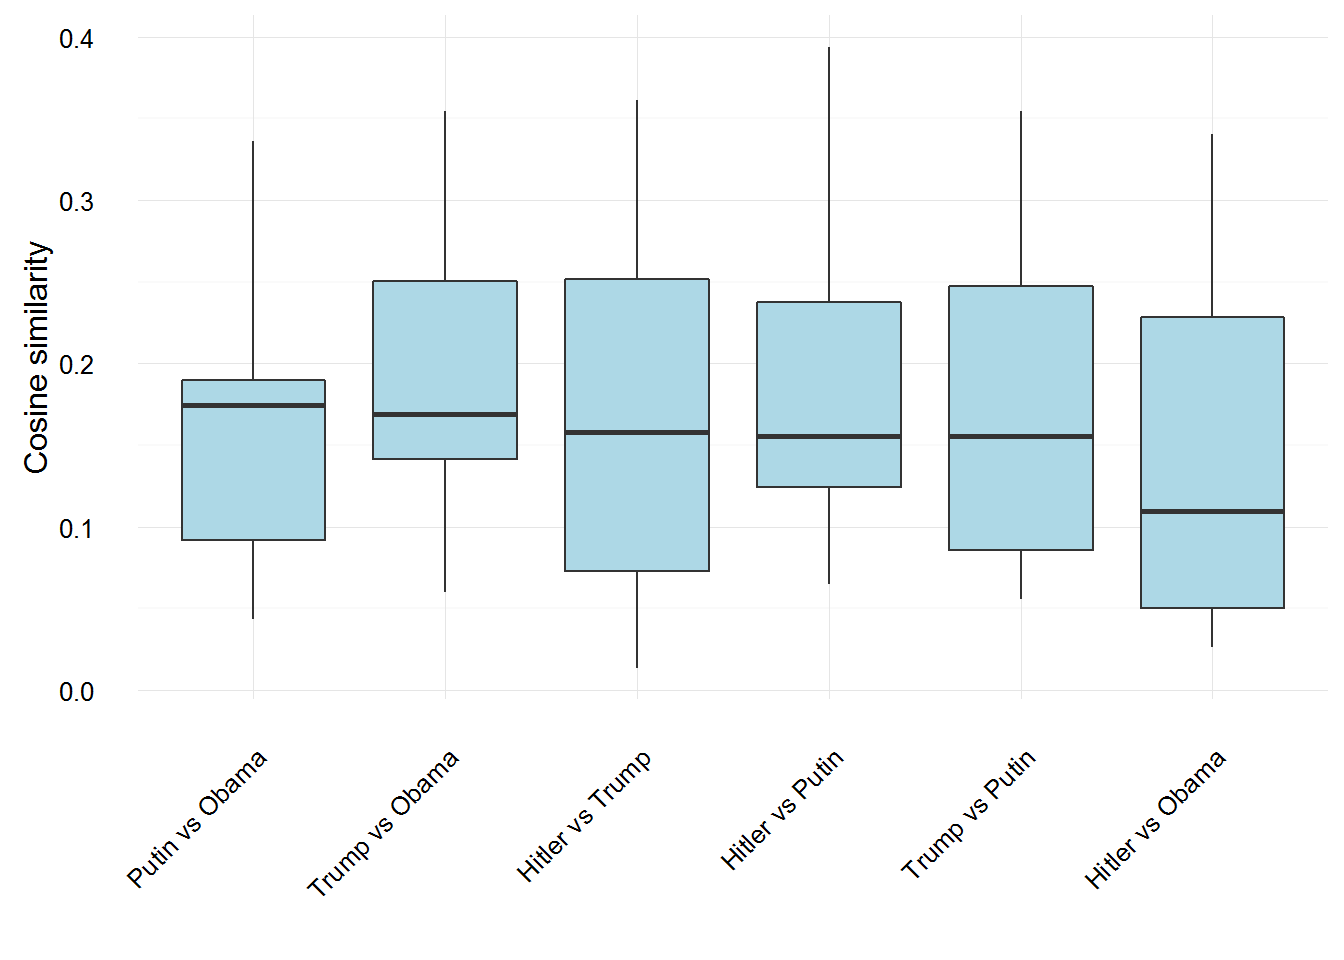 0.4
0.3
0.2
0.1
0.0
Cosine similarity
Putin vs Obama
Trump vs Obama
Hitler vs Trump
Hitler vs Putin
Trump vs Putin
Hitler vs Obama